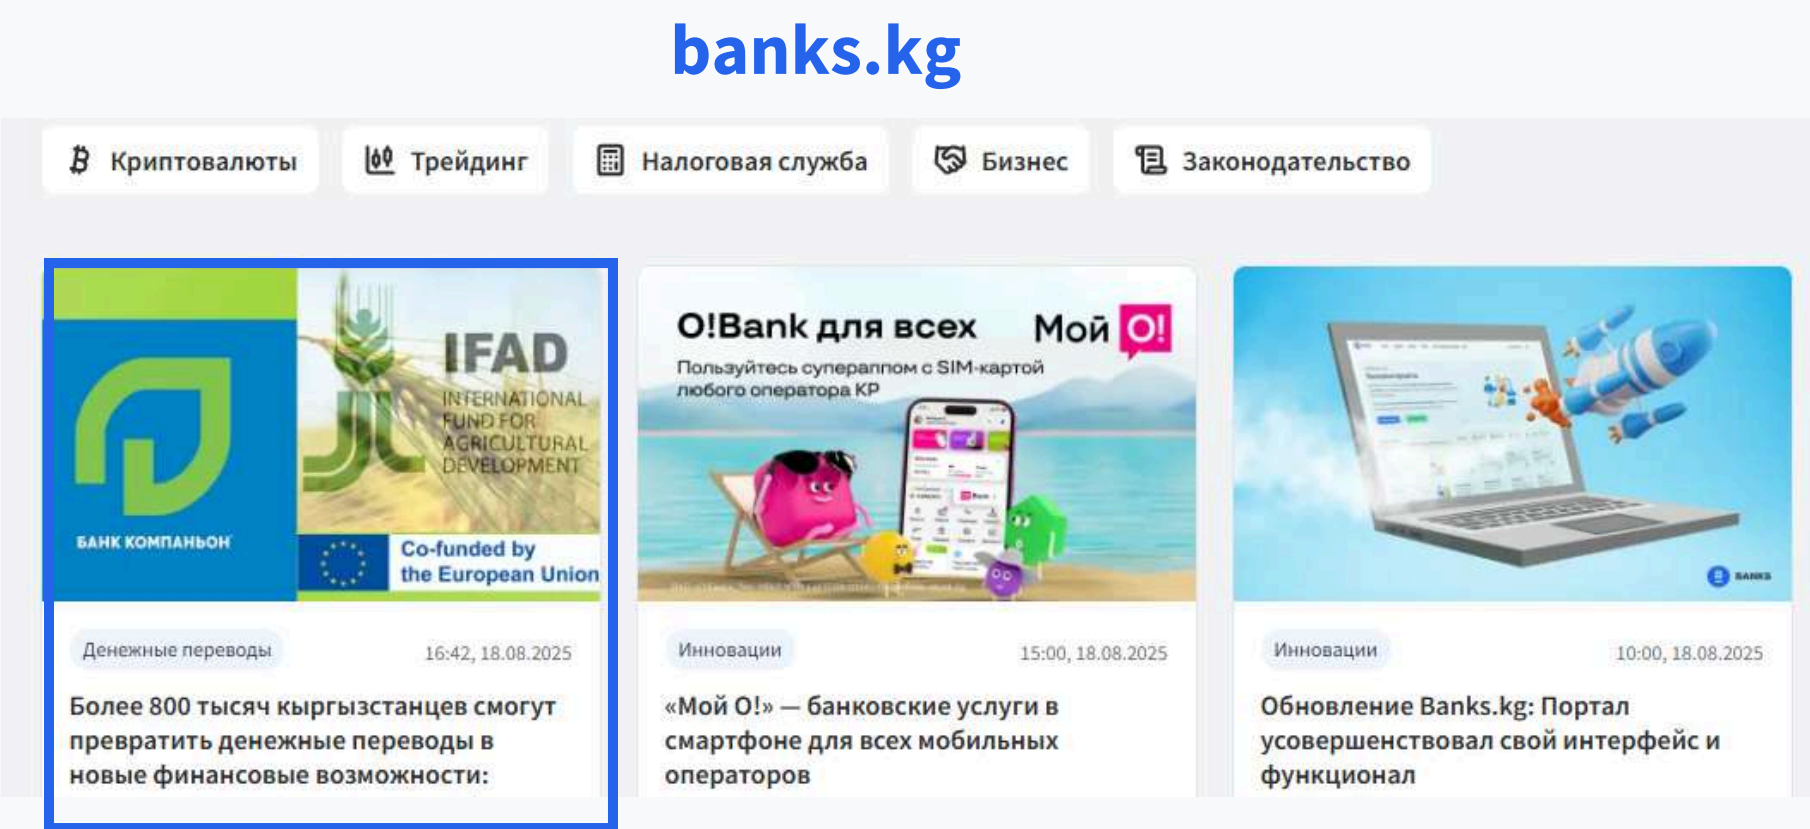 banks.kg
Криптовалюты
Трейдинг
Налоговая служба
Бизнес
Законодательство
IFAD
INTERNATIONAL
FUND FOR
AGRICULTURAL
DEVELOPMENT
БАНК КОМПАНЬОН
Co-funded by
the European Union
Денежные переводы
16:42, 18.08.2025
Более 800 тысяч кыргызстанцев смогут
превратить денежные переводы в
новые финансовые возможности:
O!Bank для всех
Мой O!
Пользуйтесь супераппом с SIM-картой
любого оператора КР
Инновации
15:00, 18.08.2025
«Мой О!» — банковские услуги в
смартфоне для всех мобильных
операторов
BANKS
Инновации
10:00, 18.08.2025
Обновление Banks.kg: Портал
усовершенствовал свой интерфейс и
функционал